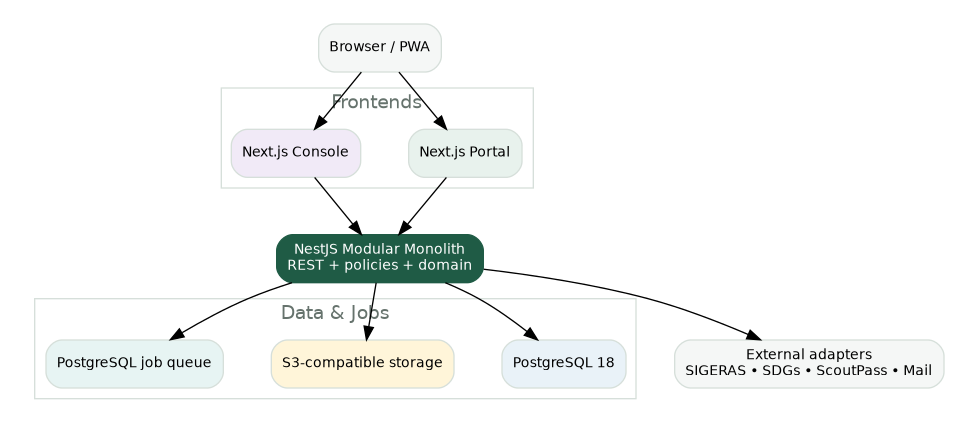 Browser / PWA
Frontends
Next.js Console
Next.js Portal
NestJS Modular Monolith
REST + policies + domain
Data & Jobs
PostgreSQL job queue
S3-compatible storage
PostgreSQL 18
External adapters
SIGERAS • SDGs • ScoutPass • Mail